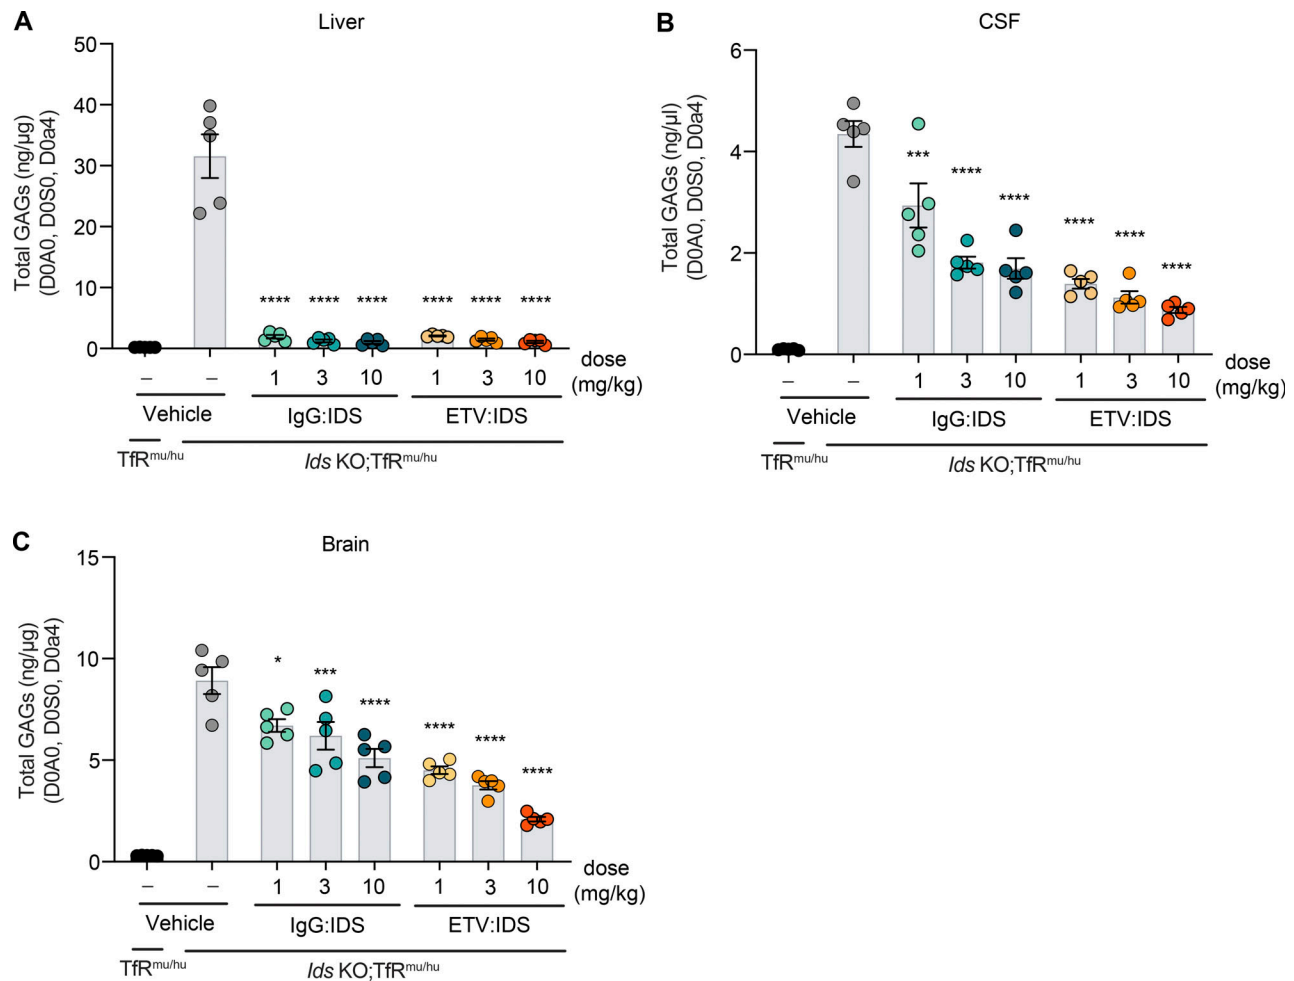 A
Liver
Total GAGs (ng/µg)
(D0A0, D0S0, D0a4)
50
40
30
20
10
0
**** **** **** **** **** ****
– – 1 3 10 1 3 10
dose
(mg/kg)
Vehicle IgG:IDS ETV:IDS
TfRmu/hu Ids KO;TfRmu/hu
B
CSF
Total GAGs (ng/µl)
(D0A0, D0S0, D0a4)
6
4
2
0
*** **** **** **** **** ****
– – 1 3 10 1 3 10
dose
(mg/kg)
Vehicle IgG:IDS ETV:IDS
TfRmu/hu Ids KO;TfRmu/hu
C
Brain
Total GAGs (ng/µg)
(D0A0, D0S0, D0a4)
15
10
5
0
* *** **** **** **** ****
– – 1 3 10 1 3 10
dose
(mg/kg)
Vehicle IgG:IDS ETV:IDS
TfRmu/hu Ids KO;TfRmu/hu